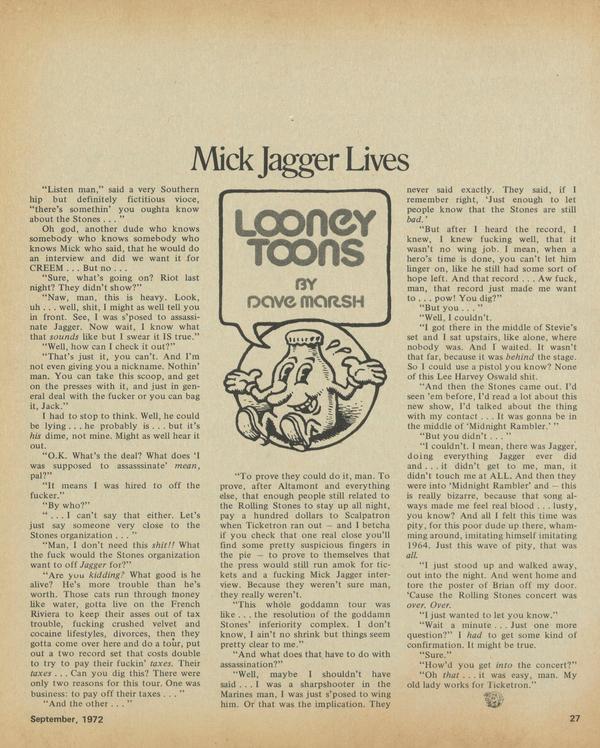 Mick Jagger Lives
"Listen man," said a very Southern
hip but definitely fictitious vioce,
"there's somethin' you oughta know
about the Stones . . . "
Oh god, another dude who knows
somebody who knows somebody who
knows Mick who said, that he would do
an interview and did we want it for
CREEM . . . But no . . .
"Sure, what's going on? Riot last
night? They didn't show?"
"Naw, man, this is heavy. Look,
uh . . . well, shit, I might as well tell you
in front. See, I was s'posed to assassi-
nate Jagger. Now wait, I know what
that sounds like but I swear it IS true."
"Well, how can I check it out?"
"That's just it, you can't. And I'm
not even giving you a nickname. Nothin'
man. You can take this scoop, and get
on the presses with it, and just in gen-
eral deal with the fucker or you can bag
it, Jack."
I had to stop to think. Well, he could
be lying . . . he probably is . . . but it's
his dime, not mine. Might as well hear it
out.
"O.K. What's the deal? What does 'I
was supposed to assasssinate' mean,
pal?"
"It means I was hired to off the
fucker."
"By who?"
" . . . I can't say that either. Let's
just say someone very close to the
Stones organization . . . "
"Man, I don't need this shit!! What
the fuck would the Stones organization
want to off Jagger for?"
"Are you kidding? What good is he
alive? He's more trouble than he's
worth. Those cats run through money
like water, gotta live on the French
Riviera to keep their asses out of tax
trouble, fucking crushed velvet and
cocaine lifestyles, divorces, then they
gotta come over here and do a tour, put
out a two record set that costs double
to try to pay their fuckin' taxes. Their
taxes . . . Can you dig this? There were
only two reasons for this tour. One was
business: to pay off their taxes . . . "
"And the other . . . "
LOONEY
TOONS
BY
DAVE MARSH
"To prove they could do it, man. To
prove, after Altamont and everything
else, that enough people still related to
the Rolling Stones to stay up all night,
pay a hundred dollars to Scalpatron
when Ticketron ran out – and I betcha
if you check that one real close you'll
find some pretty suspicious fingers in
the pie – to prove to themselves that
the press would still run amok for tic-
kets and a fucking Mick Jagger inter-
view. Because they weren't sure man,
they really weren't.
"This whole goddamn tour was
like . . . the resolution of the goddamn
Stones' inferiority complex. I don't
know, I ain't no shrink but things seem
pretty clear to me."
"And what does that have to do with
assassination?"
"Well, maybe I shouldn't have
said . . . I was a sharpshooter in the
Marines man, I was just s'posed to wing
him. Or that was the implication. They
never said exactly. They said, if I
remember right, 'Just enough to let
people know that the Stones are still
bad.'
"But after I heard the record, I
knew, I knew fucking well, that it
wasn't no wing job. I mean, when a
hero's time is done, you can't let him
linger on, like he still had some sort of
hope left. And that record . . . Aw fuck,
man, that record just made me want
to . . . pow! You dig?"
"But you . . . "
"Well, I couldn't.
"I got there in the middle of Stevie's
set and I sat upstairs, like alone, where
nobody was. And I waited. It wasn't
that far, because it was behind the stage.
So I could use a pistol you know? None
of this Lee Harvey Oswald shit.
"And then the Stones came out. I'd
seen 'em before, I'd read a lot about this
new show, I'd talked about the thing
with my contact . . . It was gonna be in
the middle of 'Midnight Rambler.' "
"But you didn't . . . "
"I couldn't. I mean, there was Jagger,
doing everything Jagger ever did
and . . . it didn't get to me, man, it
didn't touch me at ALL. And then they
were into 'Midnight Rambler' and – this
is really bizarre, because that song al-
ways made me feel real blood . . . lusty,
you know? And all I felt this time was
pity, for this poor dude up there, wham-
ming around, imitating himself imitating
1964. Just this wave of pity, that was
all.
"I just stood up and walked away,
out into the night. And went home and
tore the poster of Brian off my door.
'Cause the Rolling Stones concert was
over. Over.
"I just wanted to let you know."
"Wait a minute . . . Just one more
question?" I had to get some kind of
confirmation. It might be true.
"Sure."
"How'd you get into the concert?"
"Oh that . . . it was easy, man. My
old lady works for Ticketron."
September, 1972
27